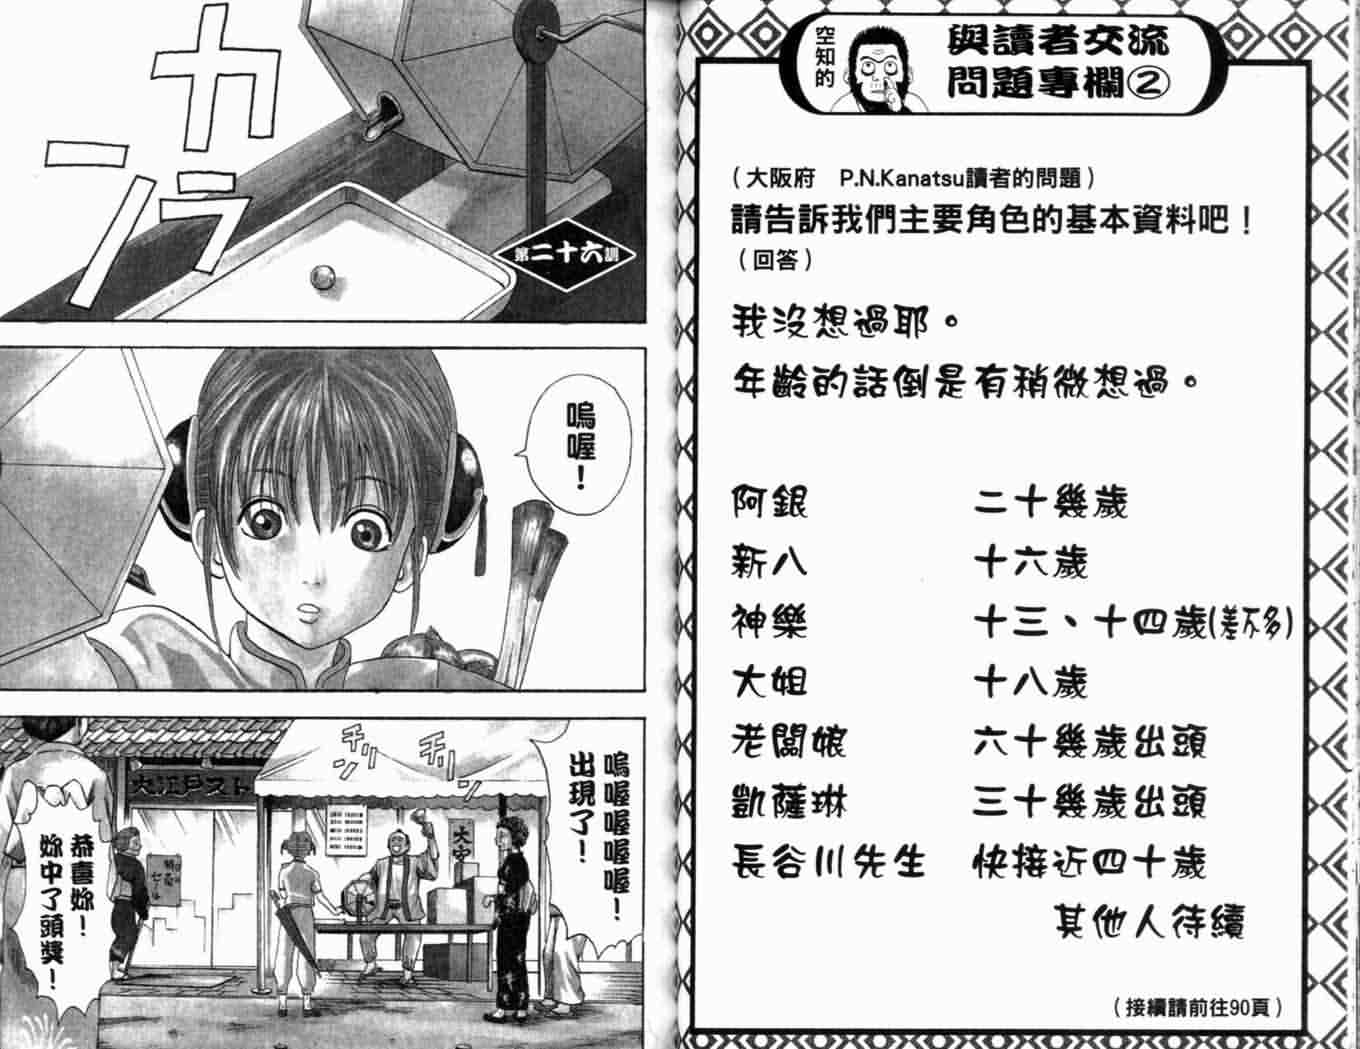 空知的
與讀者交流
問題專欄②
（大阪府　P.N.Kanatsu讀者的問題）
請告訴我們主要角色的基本資料吧！
（回答）
我沒想過耶。
年齡的話倒是有稍微想過。
阿銀　二十幾歲
新八　十六歲
神樂　十三、十四歲(差不多)
大姐　十八歲
老闆娘　六十幾歲出頭
凱薩琳　三十幾歲出頭
長谷川先生　快接近四十歲
其他人待續
（接續請前往90頁）
カラン
第二十六訓
嗚喔！
チリン
チリン
嗚喔喔喔喔！
出現了！
大江戸スト
恭喜妳！
妳中了頭獎！